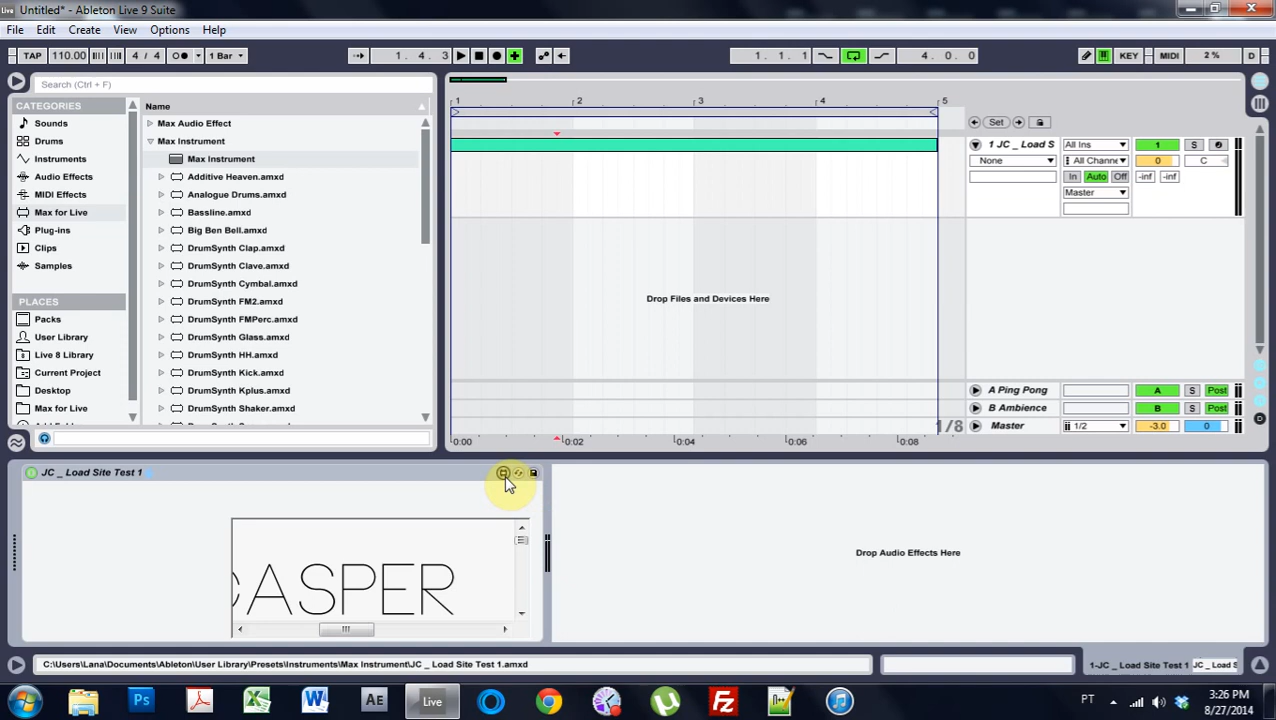 Untitled* - Ableton Live 9 Suite
File Edit Create View Options Help
TAP 110.00 4 / 4 1 Bar 1. 4. 3 1. 1. 1 4. 0. 0 KEY MIDI 2 % D
Search (Ctrl + F)
CATEGORIES
Sounds
Drums
Instruments
Audio Effects
MIDI Effects
Max for Live
Plug-ins
Clips
Samples
PLACES
Packs
User Library
Live 8 Library
Current Project
Desktop
Max for Live
Name
Max Audio Effect
Max Instrument
Max Instrument
Additive Heaven.amxd
Analogue Drums.amxd
Bassline.amxd
Big Ben Bell.amxd
DrumSynth Clap.amxd
DrumSynth Clave.amxd
DrumSynth Cymbal.amxd
DrumSynth FM2.amxd
DrumSynth FMPerc.amxd
DrumSynth Glass.amxd
DrumSynth HH.amxd
DrumSynth Kick.amxd
DrumSynth Kplus.amxd
DrumSynth Shaker.amxd
1 2 3 4 5
Set
1 JC _ Load S All Ins 1 S
None All Channe 0 C
In Auto Off -inf -inf
Master
Drop Files and Devices Here
A Ping Pong A S Post
B Ambience B S Post
Master 1/2 -3.0 0
1/8
0:00 0:02 0:04 0:06 0:08
JC _ Load Site Test 1
CASPER
Drop Audio Effects Here
C:\Users\Lana\Documents\Ableton\User Library\Presets\Instruments\Max Instrument\JC _ Load Site Test 1.amxd
1-JC _ Load Site Test 1 JC _ Load S
Ps Ae Live Fz
PT 3:26 PM
8/27/2014